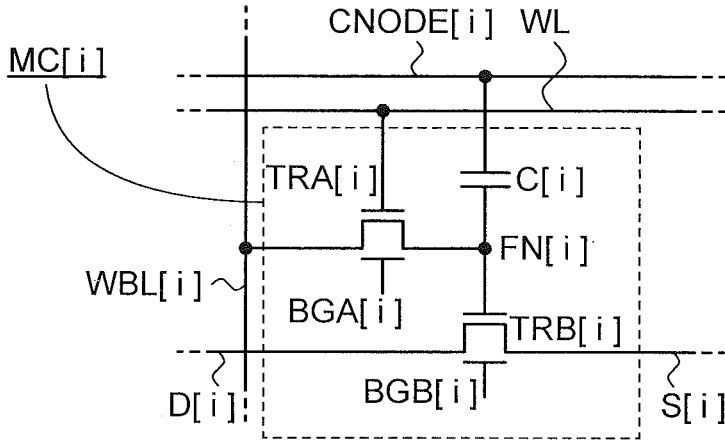 CNODE[i]
WL
MC[i]
TRA[i]
C[i]
FN[i]
WBL[i]
BGA[i]
TRB[i]
BGB[i]
D[i]
S[i]